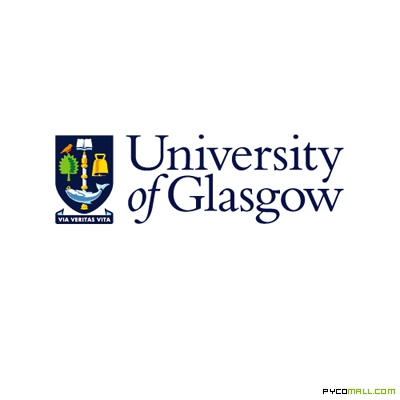 University
of Glasgow
VIA VERITAS VITA
PYCOMALL.COM